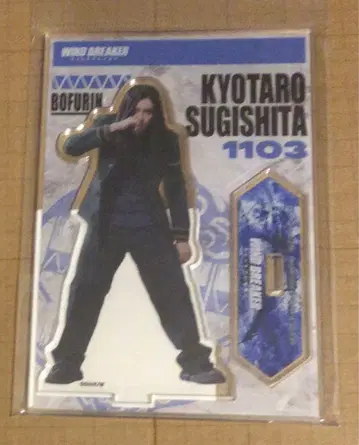 WIND BREAKER
BOFURIN
KYOTARO
SUGISHITA
1103
WIND BREAKER